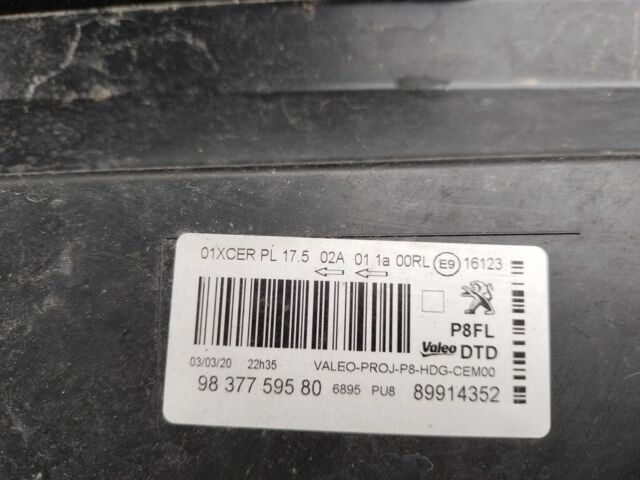 01XCER PL 17.5 02A 01 1a 00RL E9 16123
P8FL
Valeo DTD
03/03/20 22h35 VALEO-PROJ-P8-HDG-CEM00
98 377 595 80 6895 PU8 89914352